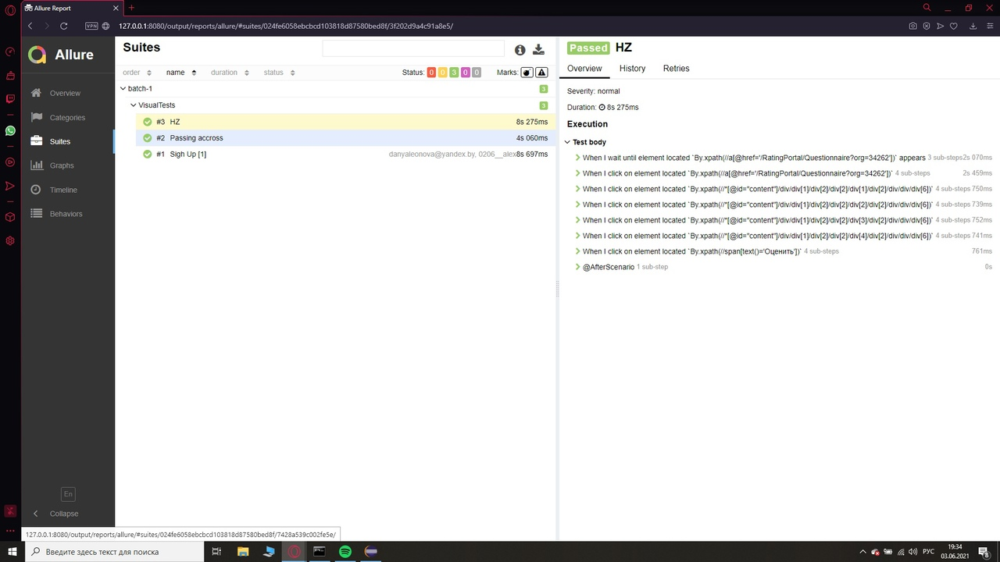 Allure Report
VPN
127.0.0.1:8080/output/reports/allure/#suites/024fe6058ebcbcd103818d87580bed8f/3f202d9a4c91a8e5/
Allure
Overview
Categories
Suites
Graphs
Timeline
Behaviors
En
Collapse
Suites
order name duration status
Status: 0 0 3 0 0 Marks:
batch-1 3
VisualTests 3
#3 HZ 8s 275ms
#2 Passing accross 4s 060ms
#1 Sigh Up [1] danyaleonova@yandex.by, 0206__alex 8s 697ms
Passed HZ
Overview History Retries
Severity: normal
Duration: 8s 275ms
Execution
Test body
When I wait until element located `By.xpath(//a[@href='/RatingPortal/Questionnaire?org=34262'])` appears 3 sub-steps 2s 070ms
When I click on element located `By.xpath(//a[@href='/RatingPortal/Questionnaire?org=34262'])` 4 sub-steps 2s 459ms
When I click on element located `By.xpath(//*[@id="content"]/div/div[1]/div[2]/div[2]/div[1]/div[2]/div/div/div[6])` 4 sub-steps 750ms
When I click on element located `By.xpath(//*[@id="content"]/div/div[1]/div[2]/div[2]/div[2]/div[2]/div/div/div[6])` 4 sub-steps 739ms
When I click on element located `By.xpath(//*[@id="content"]/div/div[1]/div[2]/div[2]/div[3]/div[2]/div/div/div[6])` 4 sub-steps 752ms
When I click on element located `By.xpath(//*[@id="content"]/div/div[1]/div[2]/div[2]/div[4]/div[2]/div/div/div[6])` 4 sub-steps 741ms
When I click on element located `By.xpath(//span[text()='Оценить'])` 4 sub-steps 761ms
@AfterScenario 1 sub-step 0s
127.0.0.1:8080/output/reports/allure/#suites/024fe6058ebcbcd103818d87580bed8f/7428a539c002fe5e/
Введите здесь текст для поиска
РУС
19:34
03.06.2021
8